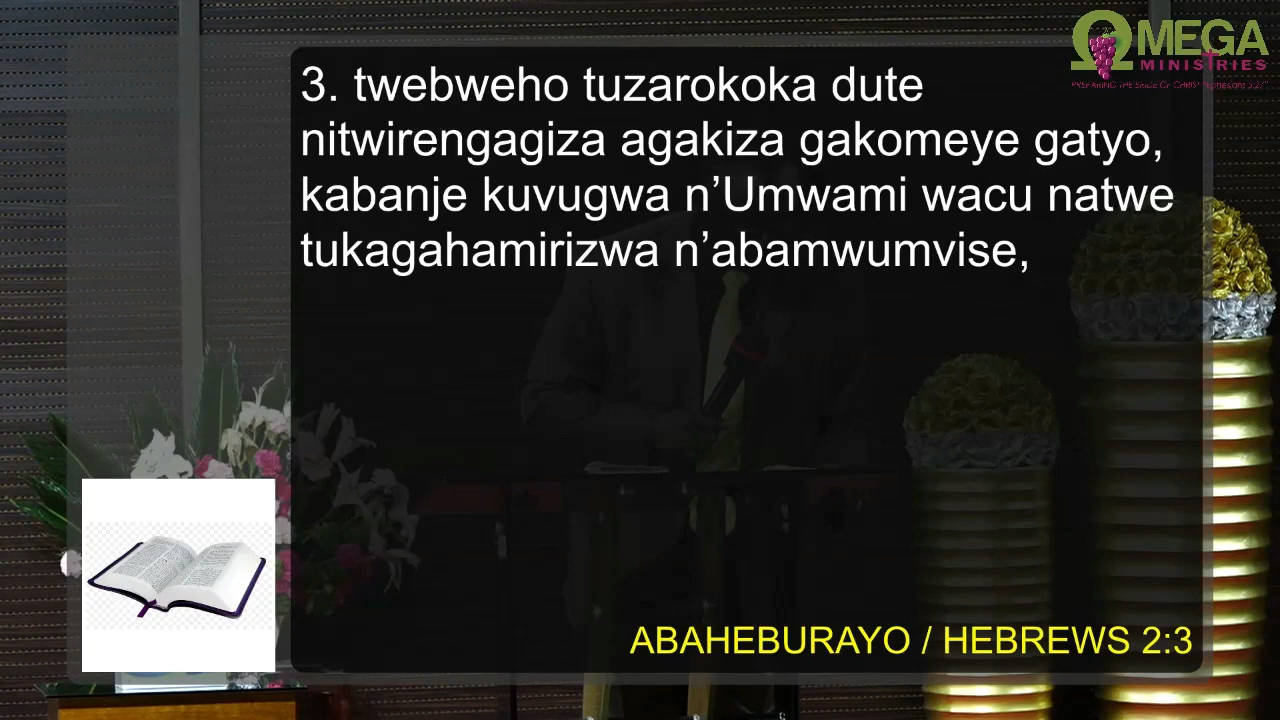 ΩMEGA
MINISTRIES
3. twebweho tuzarokoka dute
nitwirengagiza agakiza gakomeye gatyo,
kabanje kuvugwa n’Umwami wacu natwe
tukagahamirizwa n’abamwumvise,
ABAHEBURAYO / HEBREWS 2:3